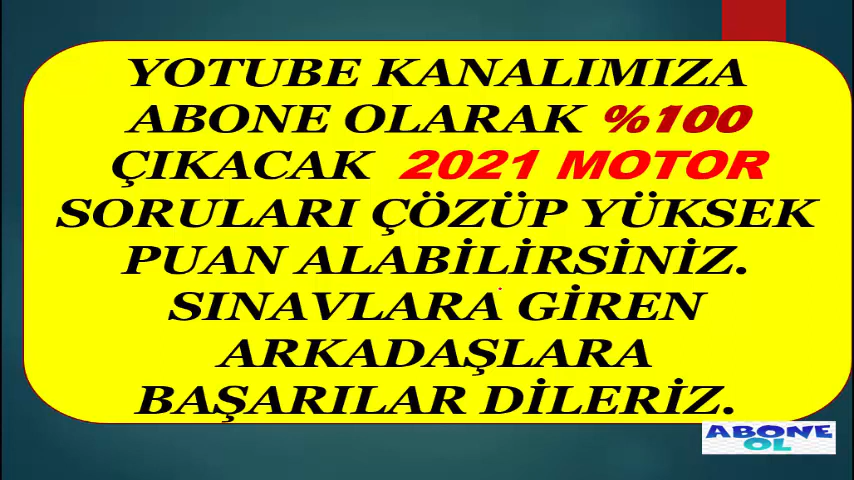 YOTUBE KANALIMIZA
ABONE OLARAK %100
ÇIKACAK 2021 MOTOR
SORULARI ÇÖZÜP YÜKSEK
PUAN ALABİLİRSİNİZ.
SINAVLARA GİREN
ARKADAŞLARA
BAŞARILAR DİLERİZ.
ABONE
OL